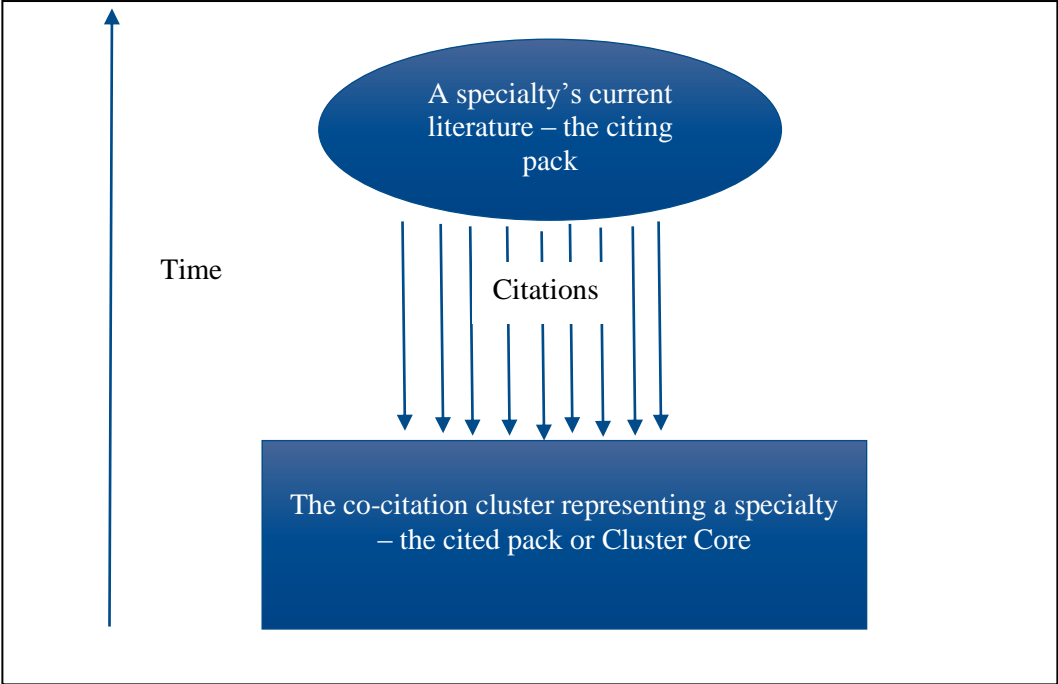 A specialty’s current
literature – the citing
pack
Time
Citations
The co-citation cluster representing a specialty
– the cited pack or Cluster Core